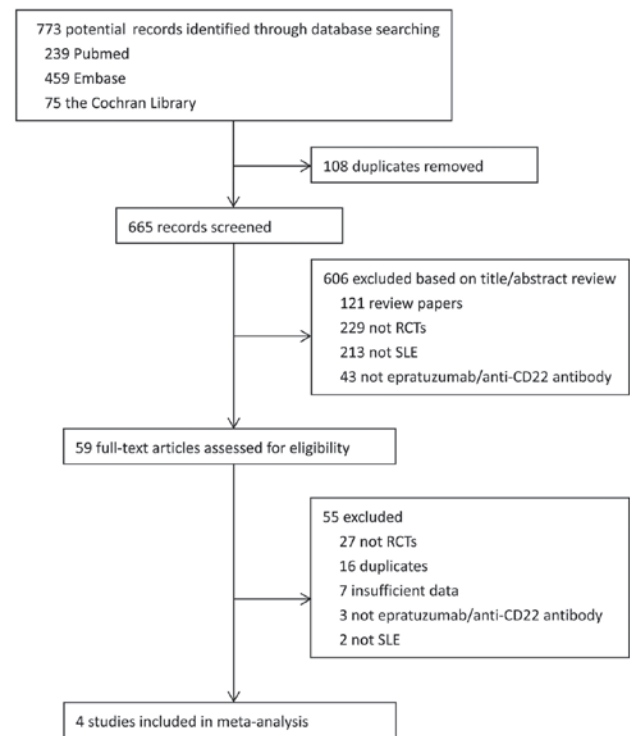 773 potential records identified through database searching
239 Pubmed
459 Embase
75 the Cochran Library
108 duplicates removed
665 records screened
606 excluded based on title/abstract review
121 review papers
229 not RCTs
213 not SLE
43 not epratuzumab/anti-CD22 antibody
59 full-text articles assessed for eligibility
55 excluded
27 not RCTs
16 duplicates
7 insufficient data
3 not epratuzumab/anti-CD22 antibody
2 not SLE
4 studies included in meta-analysis